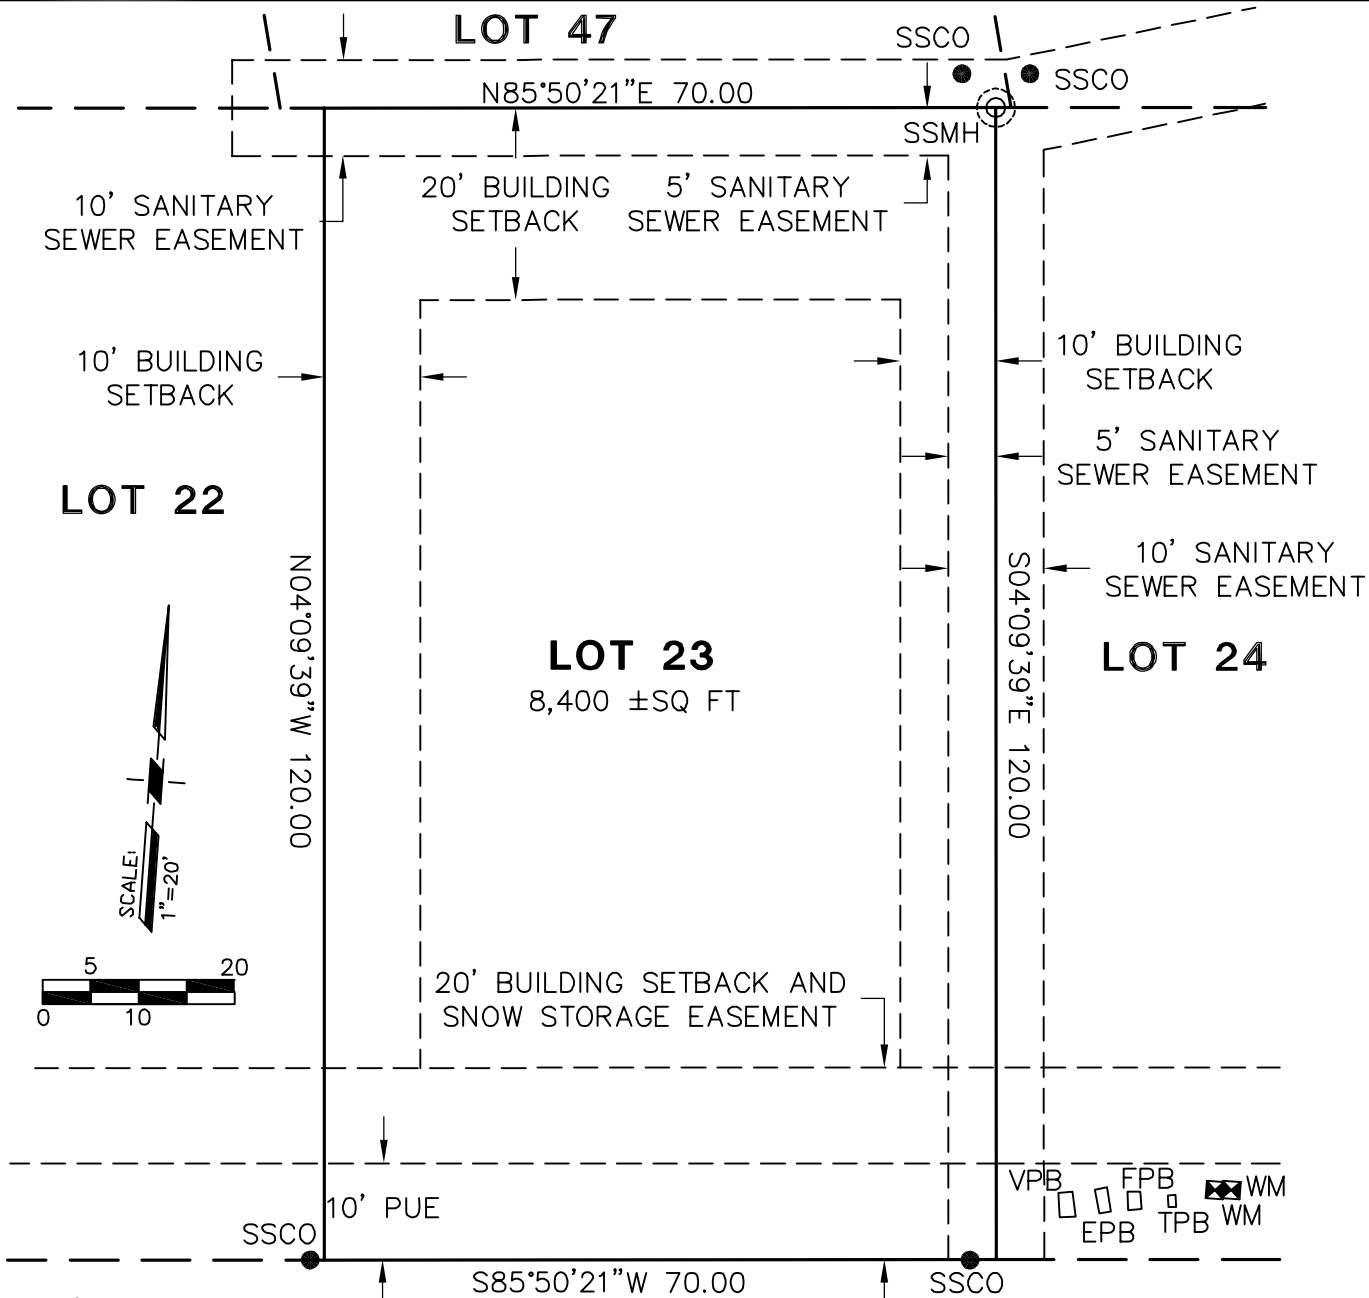 LOT 47
SSCO
SSCO
N85°50'21"E 70.00
SSMH
10' SANITARY
SEWER EASEMENT
20' BUILDING
SETBACK
5' SANITARY
SEWER EASEMENT
10' BUILDING
SETBACK
10' BUILDING
SETBACK
5' SANITARY
SEWER EASEMENT
LOT 22
10' SANITARY
SEWER EASEMENT
N04°09'39"W 120.00
S04°09'39"E 120.00
LOT 23
8,400 ±SQ FT
LOT 24
SCALE:
1"=20'
5 20
0 10
20' BUILDING SETBACK AND
SNOW STORAGE EASEMENT
VPB
FPB
WM
EPB
TPB
WM
10' PUE
SSCO
S85°50'21"W 70.00
SSCO